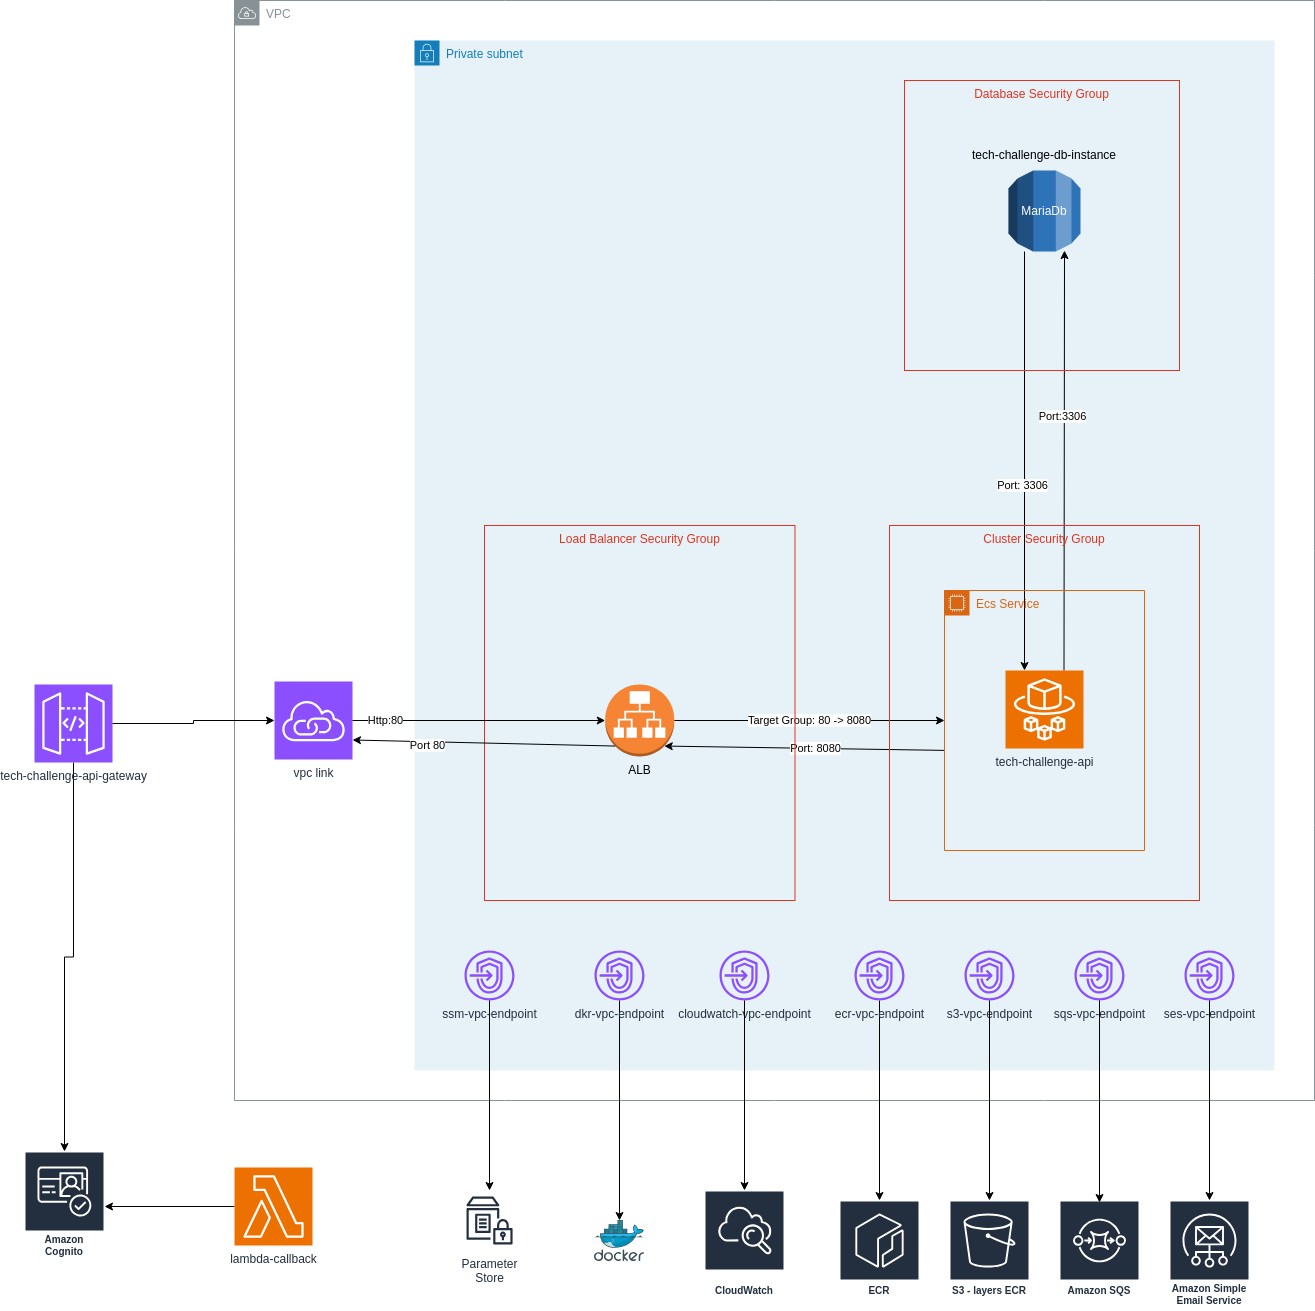 VPC
Private subnet
Database Security Group
tech-challenge-db-instance
MariaDb
Port:3306
Port: 3306
Load Balancer Security Group
Cluster Security Group
Ecs Service
Http:80
Target Group: 80 -> 8080
Port 80
Port: 8080
tech-challenge-api-gateway
vpc link
ALB
tech-challenge-api
ssm-vpc-endpoint
dkr-vpc-endpoint
cloudwatch-vpc-endpoint
ecr-vpc-endpoint
s3-vpc-endpoint
sqs-vpc-endpoint
ses-vpc-endpoint
Amazon
Cognito
lambda-callback
Parameter
Store
docker
CloudWatch
ECR
S3 - layers ECR
Amazon SQS
Amazon Simple
Email Service